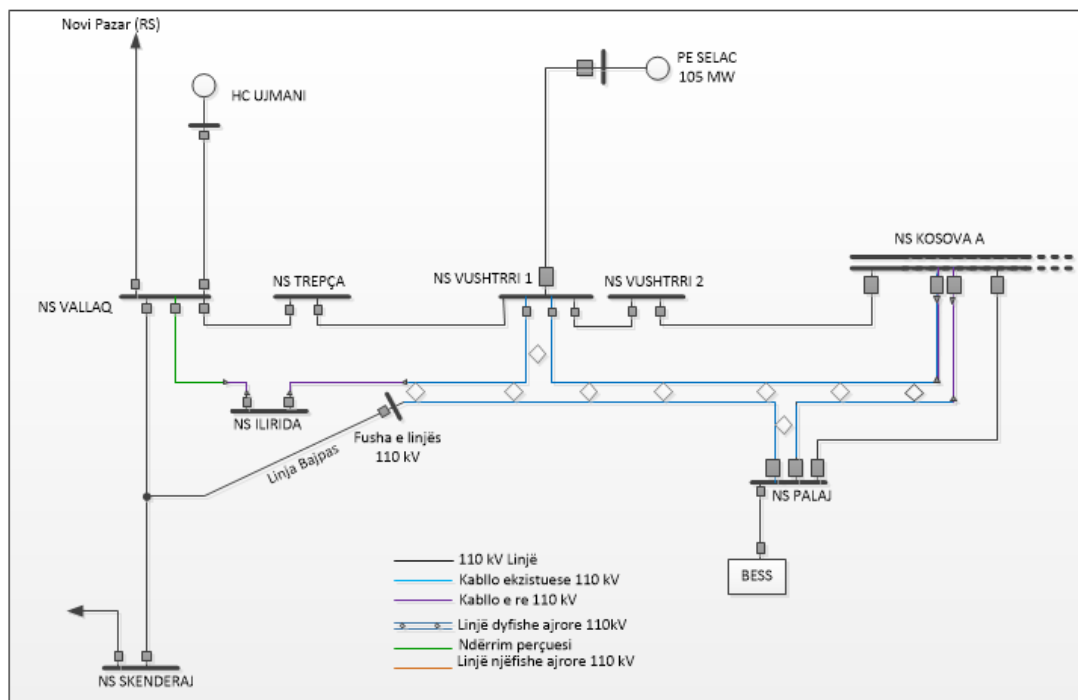 Novi Pazar (RS)
PE SELAC
105 MW
HC UJMANI
NS KOSOVA A
NS TREPÇA
NS VUSHTRRI 1
NS VUSHTRRI 2
NS VALLAQ
NS ILIRIDA
Fusha e linjës
110 kV
Linja Bajpas
NS PALAJ
BESS
110 kV Linjë
Kabllo ekzistuese 110 kV
Kabllo e re 110 kV
Linjë dyfishe ajrore 110kV
Ndërrim perçuesi
Linjë njëfishe ajrore 110 kV
NS SKENDERAJ